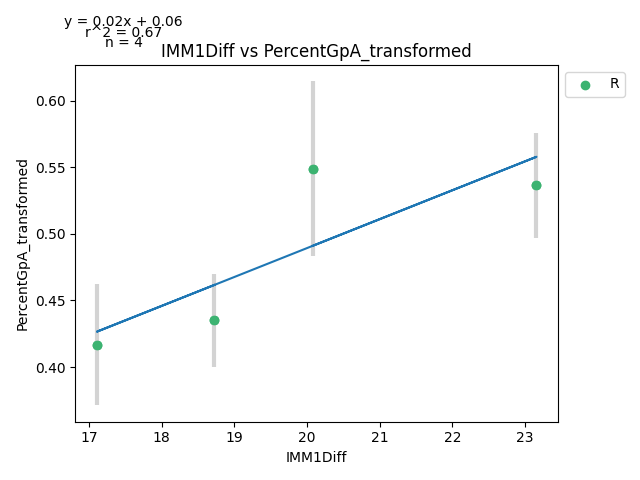 y = 0.02x + 0.06
r^2 = 0.67
n = 4
IMM1Diff vs PercentGpA_transformed
R
0.60
0.55
0.50
0.45
0.40
PercentGpA_transformed
17 18 19 20 21 22 23
IMM1Diff